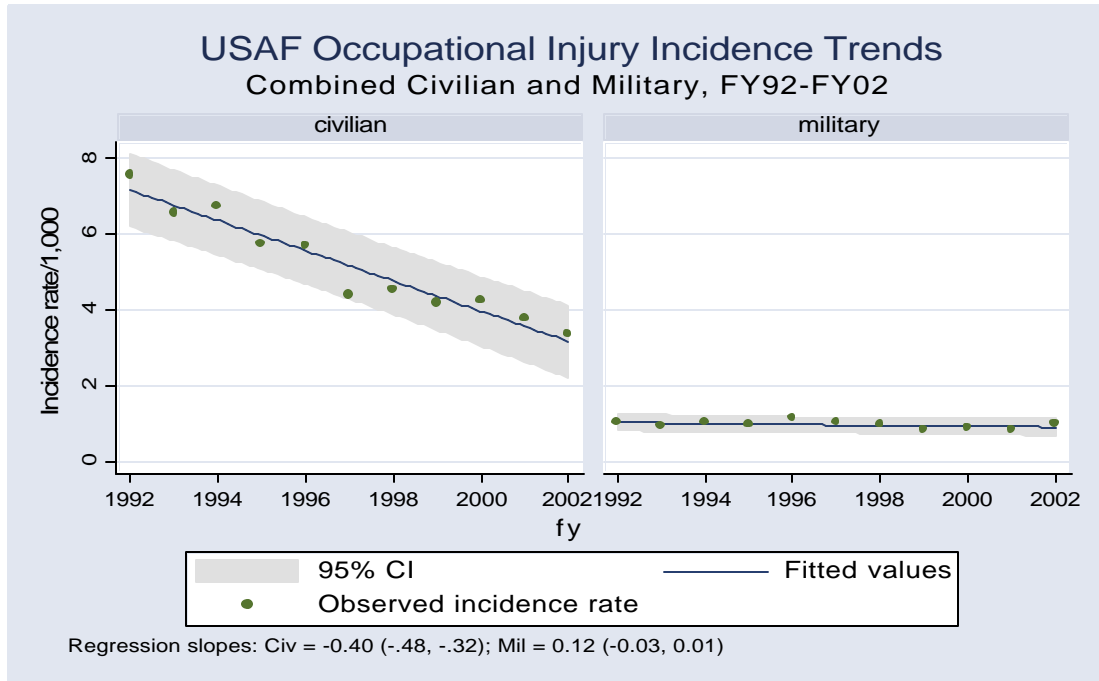 USAF Occupational Injury Incidence Trends
Combined Civilian and Military, FY92-FY02
civilian
military
Incidence rate/1,000
8
6
4
2
0
1992 1994 1996 1998 2000 2002
1992 1994 1996 1998 2000 2002
fy
95% CI
Fitted values
Observed incidence rate
Regression slopes: Civ = -0.40 (-.48, -.32); Mil = 0.12 (-0.03, 0.01)